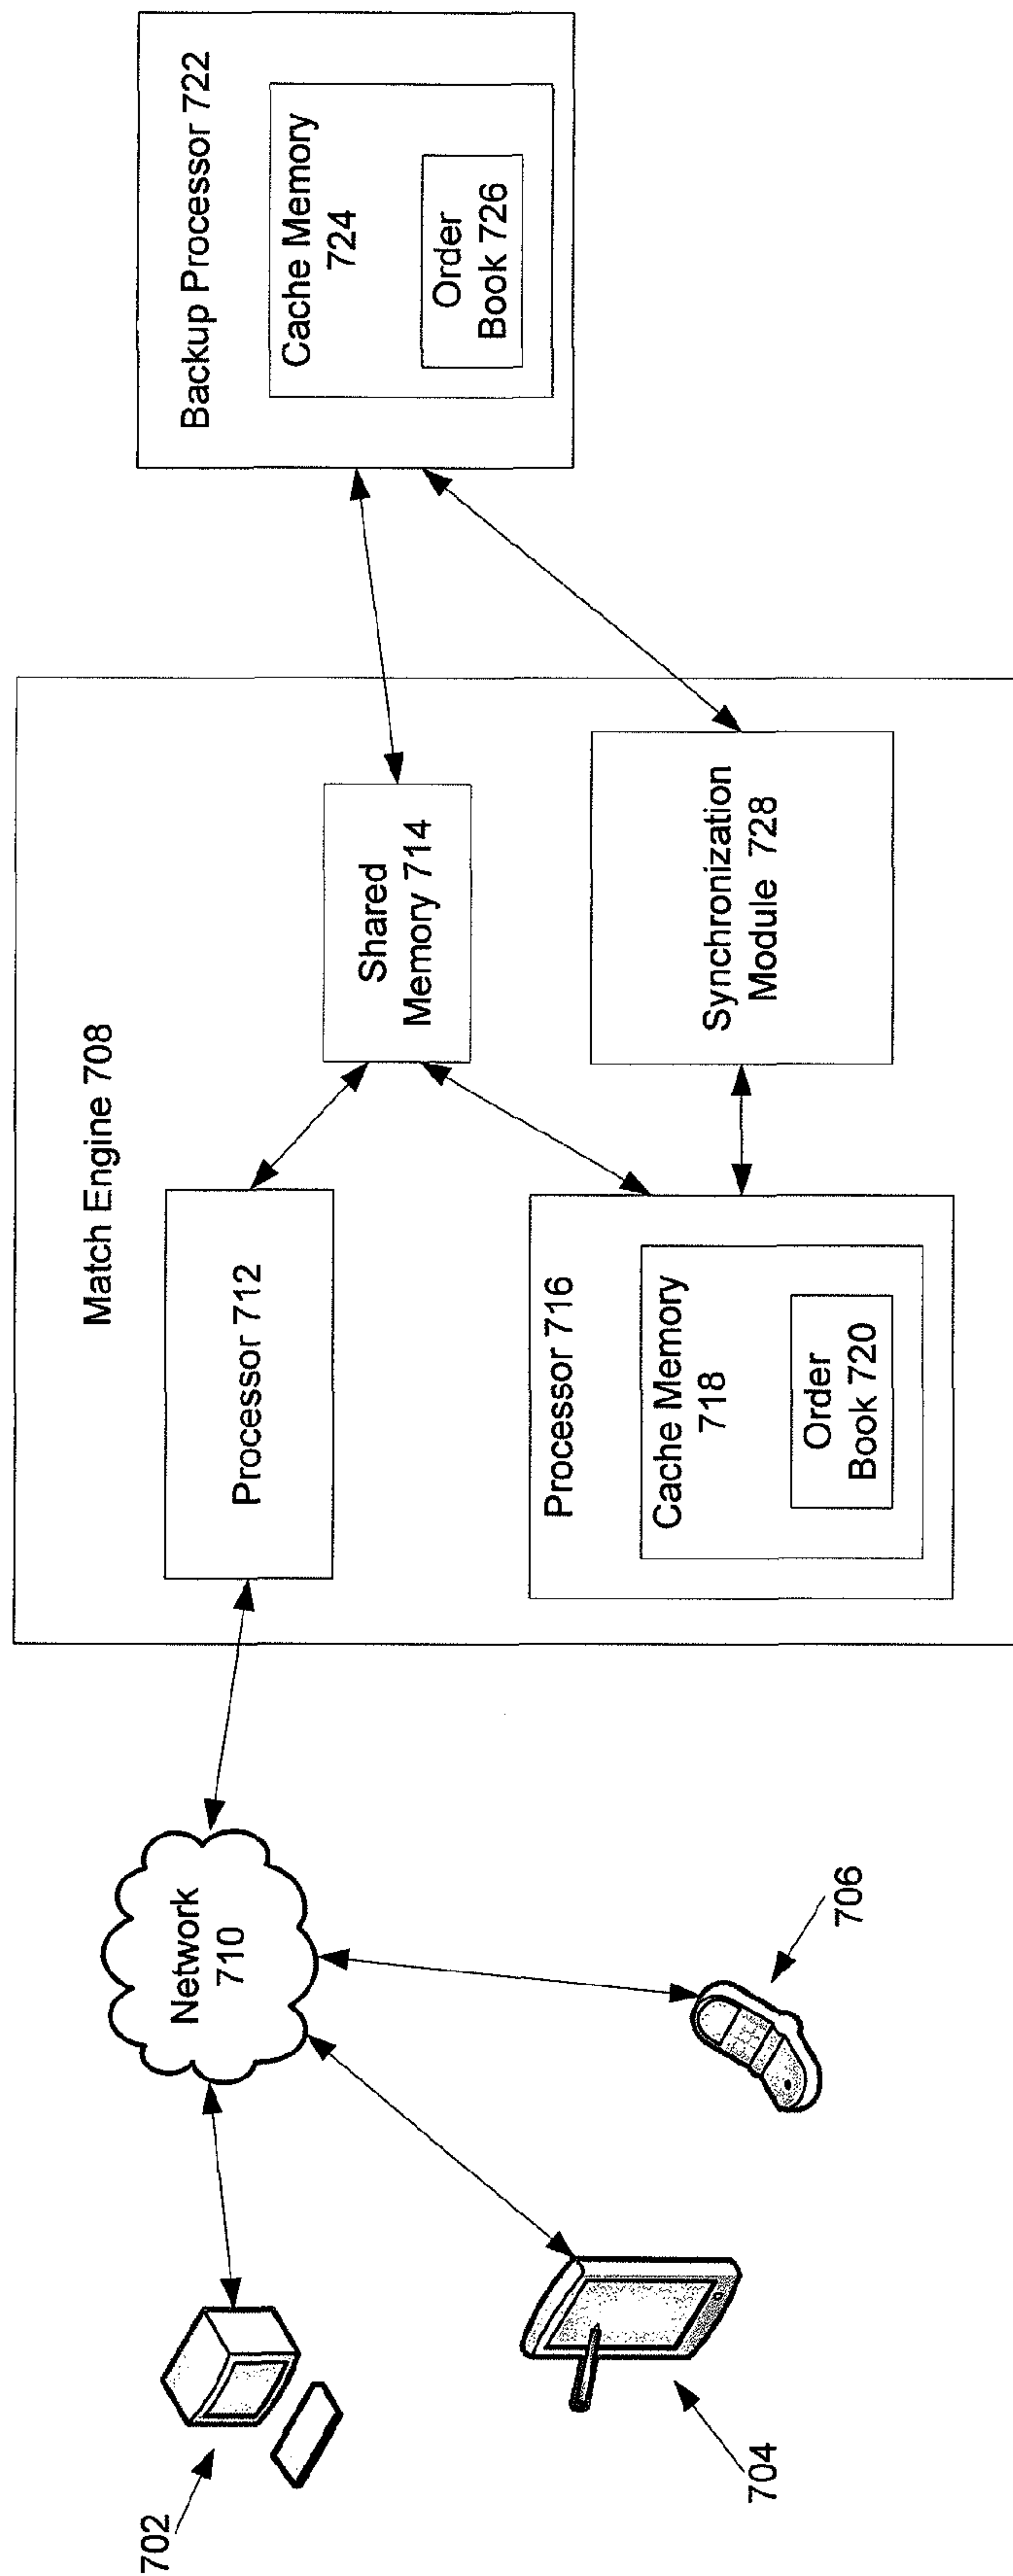 702
704
706
Network
710
Match Engine 708
Processor 712
Shared
Memory 714
Processor 716
Cache Memory
718
Order
Book 720
Synchronization
Module 728
Backup Processor 722
Cache Memory
724
Order
Book 726